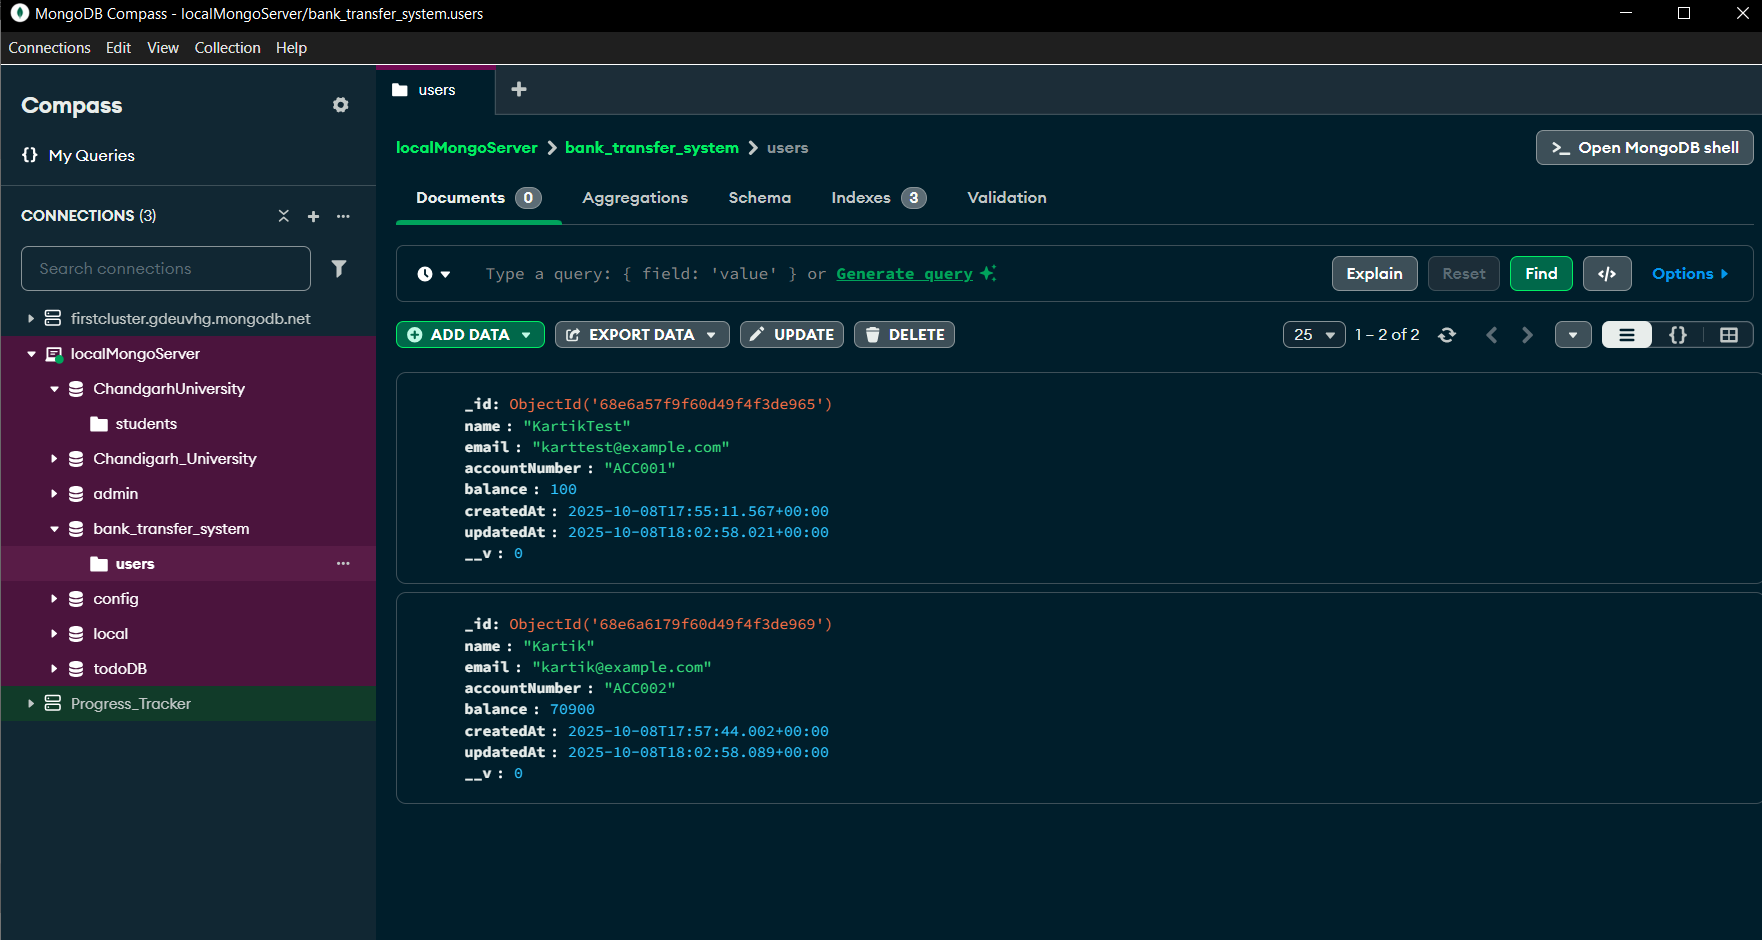 MongoDB Compass - localMongoServer/bank_transfer_system.users
Connections Edit View Collection Help
Compass
{} My Queries
CONNECTIONS (3)
Search connections
firstcluster.gdeuvhg.mongodb.net
localMongoServer
ChandgarhUniversity
students
Chandigarh_University
admin
bank_transfer_system
users
config
local
todoDB
Progress_Tracker
users
localMongoServer > bank_transfer_system > users
>_ Open MongoDB shell
Documents 0 Aggregations Schema Indexes 3 Validation
Type a query: { field: 'value' } or Generate query
Explain Reset Find </> Options
ADD DATA EXPORT DATA UPDATE DELETE
25 1 – 2 of 2 {}
_id: ObjectId('68e6a57f9f60d49f4f3de965')
name : "KartikTest"
email : "karttest@example.com"
accountNumber : "ACC001"
balance : 100
createdAt : 2025-10-08T17:55:11.567+00:00
updatedAt : 2025-10-08T18:02:58.021+00:00
__v : 0
_id: ObjectId('68e6a6179f60d49f4f3de969')
name : "Kartik"
email : "kartik@example.com"
accountNumber : "ACC002"
balance : 70900
createdAt : 2025-10-08T17:57:44.002+00:00
updatedAt : 2025-10-08T18:02:58.089+00:00
__v : 0